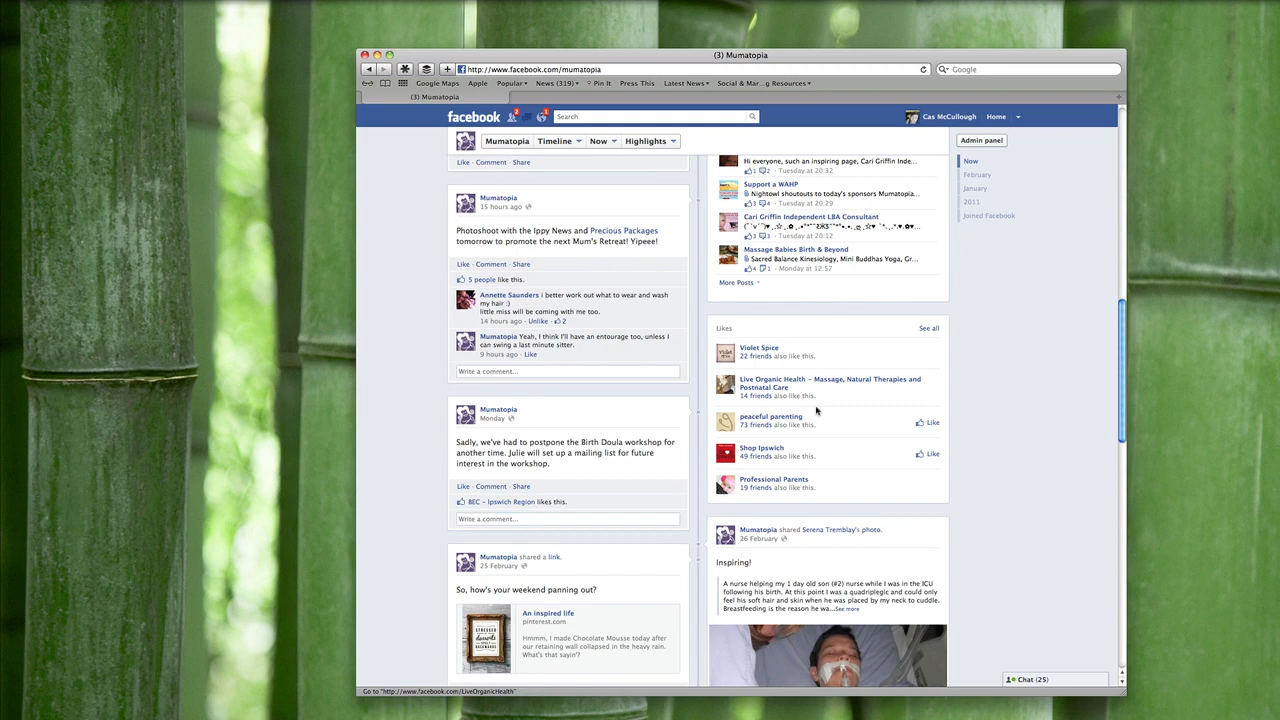 (3) Mumatopia
http://www.facebook.com/mumatopia
Google
Google Maps Apple Popular News (319) Pin It Press This Latest News Social & Mar...g Resources
(3) Mumatopia
facebook 2 1 Search Cas McCullough Home
Mumatopia Timeline Now Highlights
Admin panel
Now
February
January
2011
Joined Facebook
Like · Comment · Share
Mumatopia
15 hours ago
Photoshoot with the Ippy News and Precious Packages
tomorrow to promote the next Mum's Retreat! Yipeee!
Like · Comment · Share
5 people like this.
Annette Saunders i better work out what to wear and wash
my hair :)
little miss will be coming with me too.
14 hours ago · Unlike · 2
Mumatopia Yeah, I think I'll have an entourage too, unless I
can swing a last minute sitter.
9 hours ago · Like
Write a comment...
Mumatopia
Monday
Sadly, we've had to postpone the Birth Doula workshop for
another time. Julie will set up a mailing list for future
interest in the workshop.
Like · Comment · Share
BEC - Ipswich Region likes this.
Write a comment...
Mumatopia shared a link.
25 February
So, how's your weekend panning out?
An inspired life
pinterest.com
Hmmm, I made Chocolate Mousse today after
our retaining wall collapsed in the heavy rain.
What's that sayin'?
STRESSED
desserts
SPELT
BACKWARDS
Hi everyone, such an inspiring page, Cari Griffin Inde...
1 2 · Tuesday at 20:32
Support a WAHP
Nightowl shoutouts to today's sponsors Mumatopia...
3 4 · Tuesday at 20:29
Cari Griffin Independent LBA Consultant
3 3 · Tuesday at 20:12
Massage Babies Birth & Beyond
Sacred Balance Kinesiology, Mini Buddhas Yoga, Gr...
4 1 · Monday at 12:57
More Posts
Likes See all
Violet Spice
22 friends also like this.
Live Organic Health - Massage, Natural Therapies and
Postnatal Care
14 friends also like this.
peaceful parenting
73 friends also like this.
Like
Shop Ipswich
49 friends also like this.
Like
Professional Parents
19 friends also like this.
Mumatopia shared Serena Tremblay's photo.
26 February
Inspiring!
A nurse helping my 1 day old son (#2) nurse while I was in the ICU
following his birth. At this point I was a quadriplegic and could only
feel his soft hair and skin when he was placed by my neck to cuddle.
Breastfeeding is the reason he wa...See more
Chat (25)
Go to "http://www.facebook.com/LiveOrganicHealth"